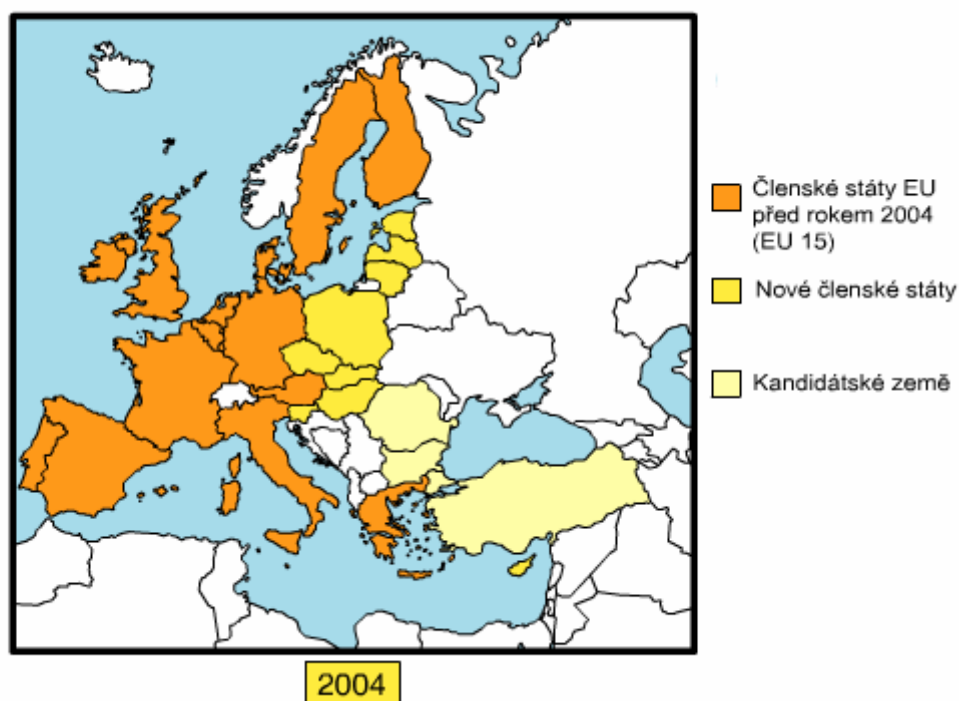 Členské státy EU
před rokem 2004
(EU 15)
Nové členské státy
Kandidátské země
2004